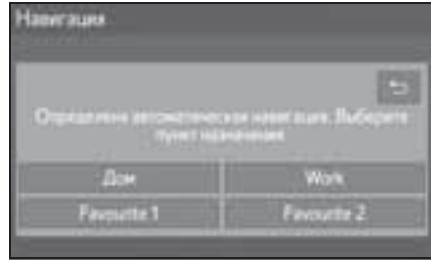 Навигация
Определена автоматическая навигация. Выберите
пункт назначения
Дом
Work
Favourite 1
Favourite 2